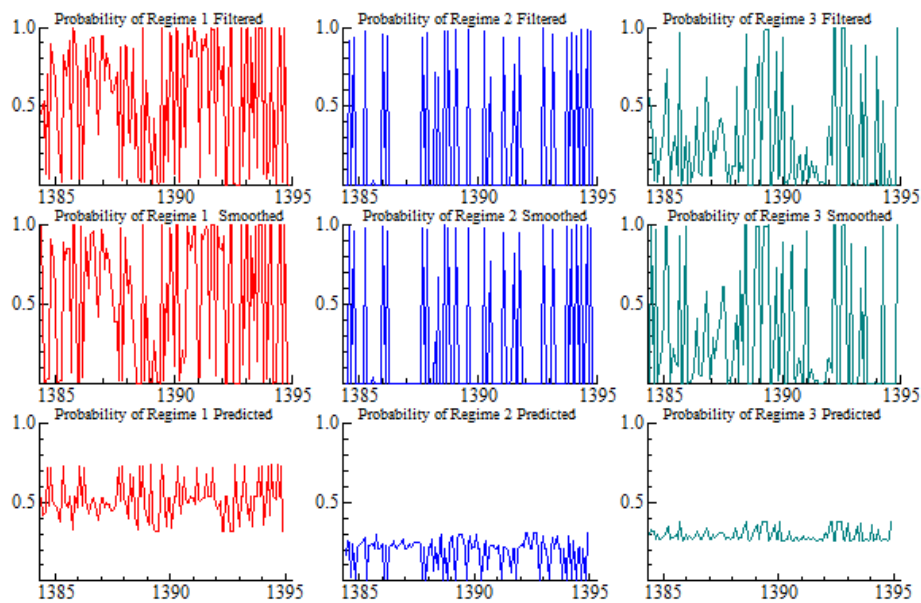 Probability of Regime 1 Filtered
Probability of Regime 2 Filtered
Probability of Regime 3 Filtered
1.0
1.0
1.0
0.5
0.5
0.5
1385 1390 1395
1385 1390 1395
1385 1390 1395
Probability of Regime 1 Smoothed
Probability of Regime 2 Smoothed
Probability of Regime 3 Smoothed
1.0
1.0
1.0
0.5
0.5
0.5
1385 1390 1395
1385 1390 1395
1385 1390 1395
Probability of Regime 1 Predicted
Probability of Regime 2 Predicted
Probability of Regime 3 Predicted
1.0
1.0
1.0
0.5
0.5
0.5
1385 1390 1395
1385 1390 1395
1385 1390 1395